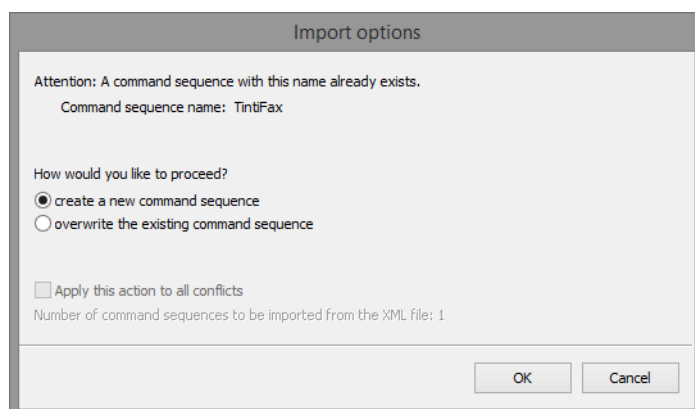 Import options
Attention: A command sequence with this name already exists.
Command sequence name: TintiFax
How would you like to proceed?
create a new command sequence
overwrite the existing command sequence
Apply this action to all conflicts
Number of command sequences to be imported from the XML file: 1
OK Cancel